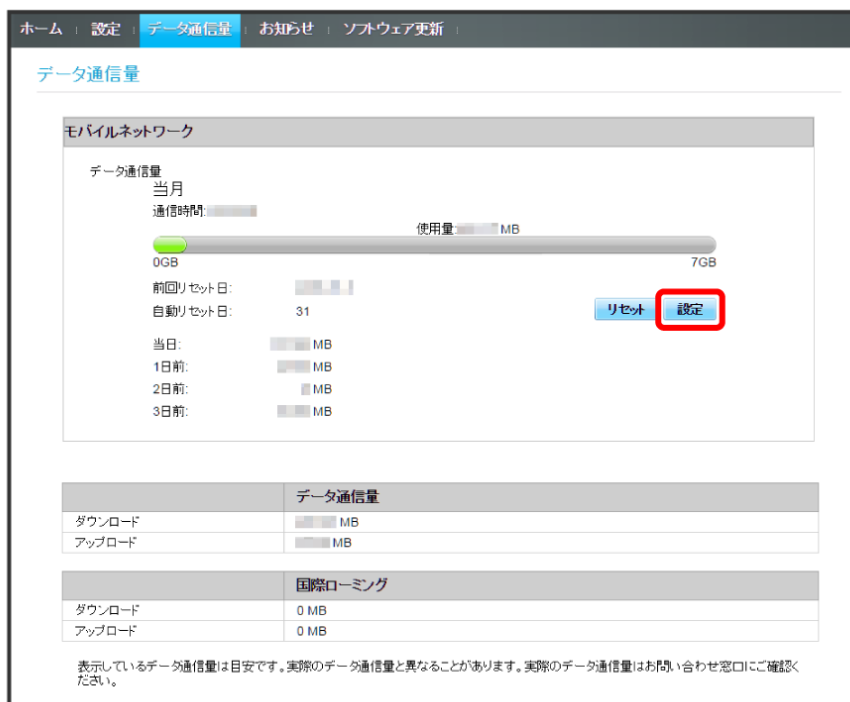 ホーム 設定 データ通信量 お知らせ ソフトウェア更新
データ通信量
モバイルネットワーク
データ通信量
当月
通信時間:
使用量: MB
0GB 7GB
前回リセット日:
自動リセット日: 31 リセット 設定
当日: MB
1日前: MB
2日前: MB
3日前: MB
データ通信量
ダウンロード MB
アップロード MB
国際ローミング
ダウンロード 0 MB
アップロード 0 MB
表示しているデータ通信量は目安です。実際のデータ通信量と異なることがあります。実際のデータ通信量はお問い合わせ窓口にご確認く
ださい。